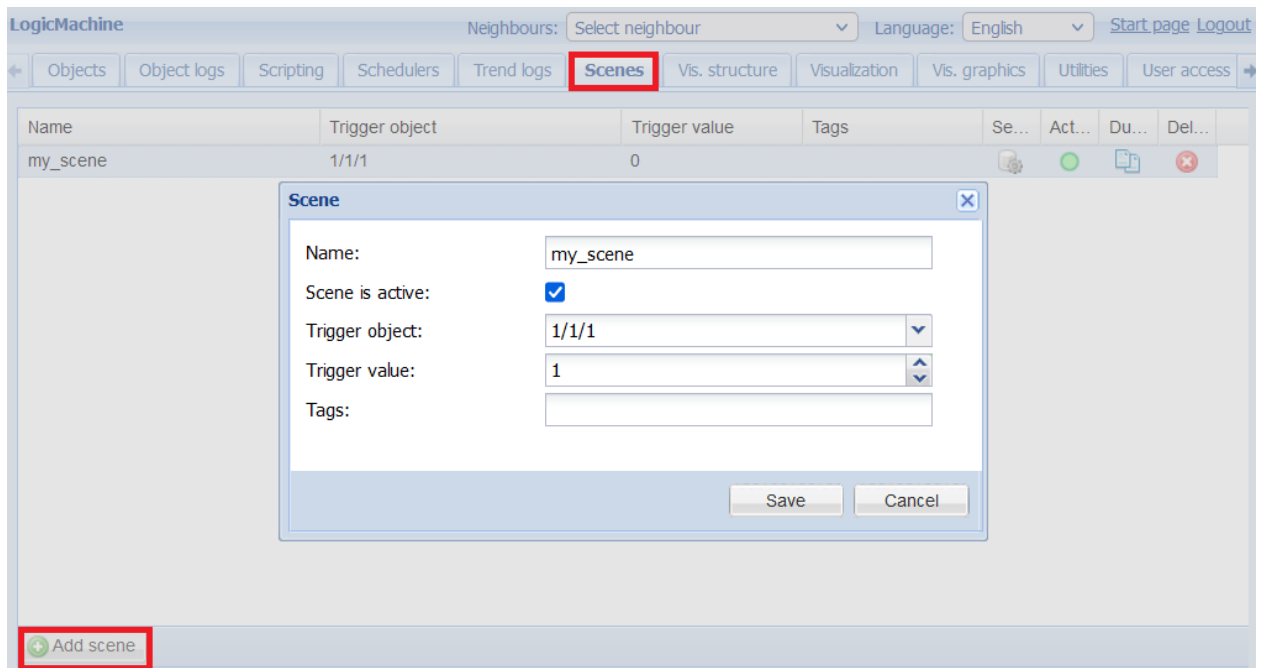 LogicMachine Neighbours: Select neighbour Language: English Start page Logout
Objects Object logs Scripting Schedulers Trend logs Scenes Vis. structure Visualization Vis. graphics Utilities User access
Name Trigger object Trigger value Tags Se... Act... Du... Del...
my_scene 1/1/1 0
Scene
Name: my_scene
Scene is active:
Trigger object: 1/1/1
Trigger value: 1
Tags:
Save Cancel
Add scene